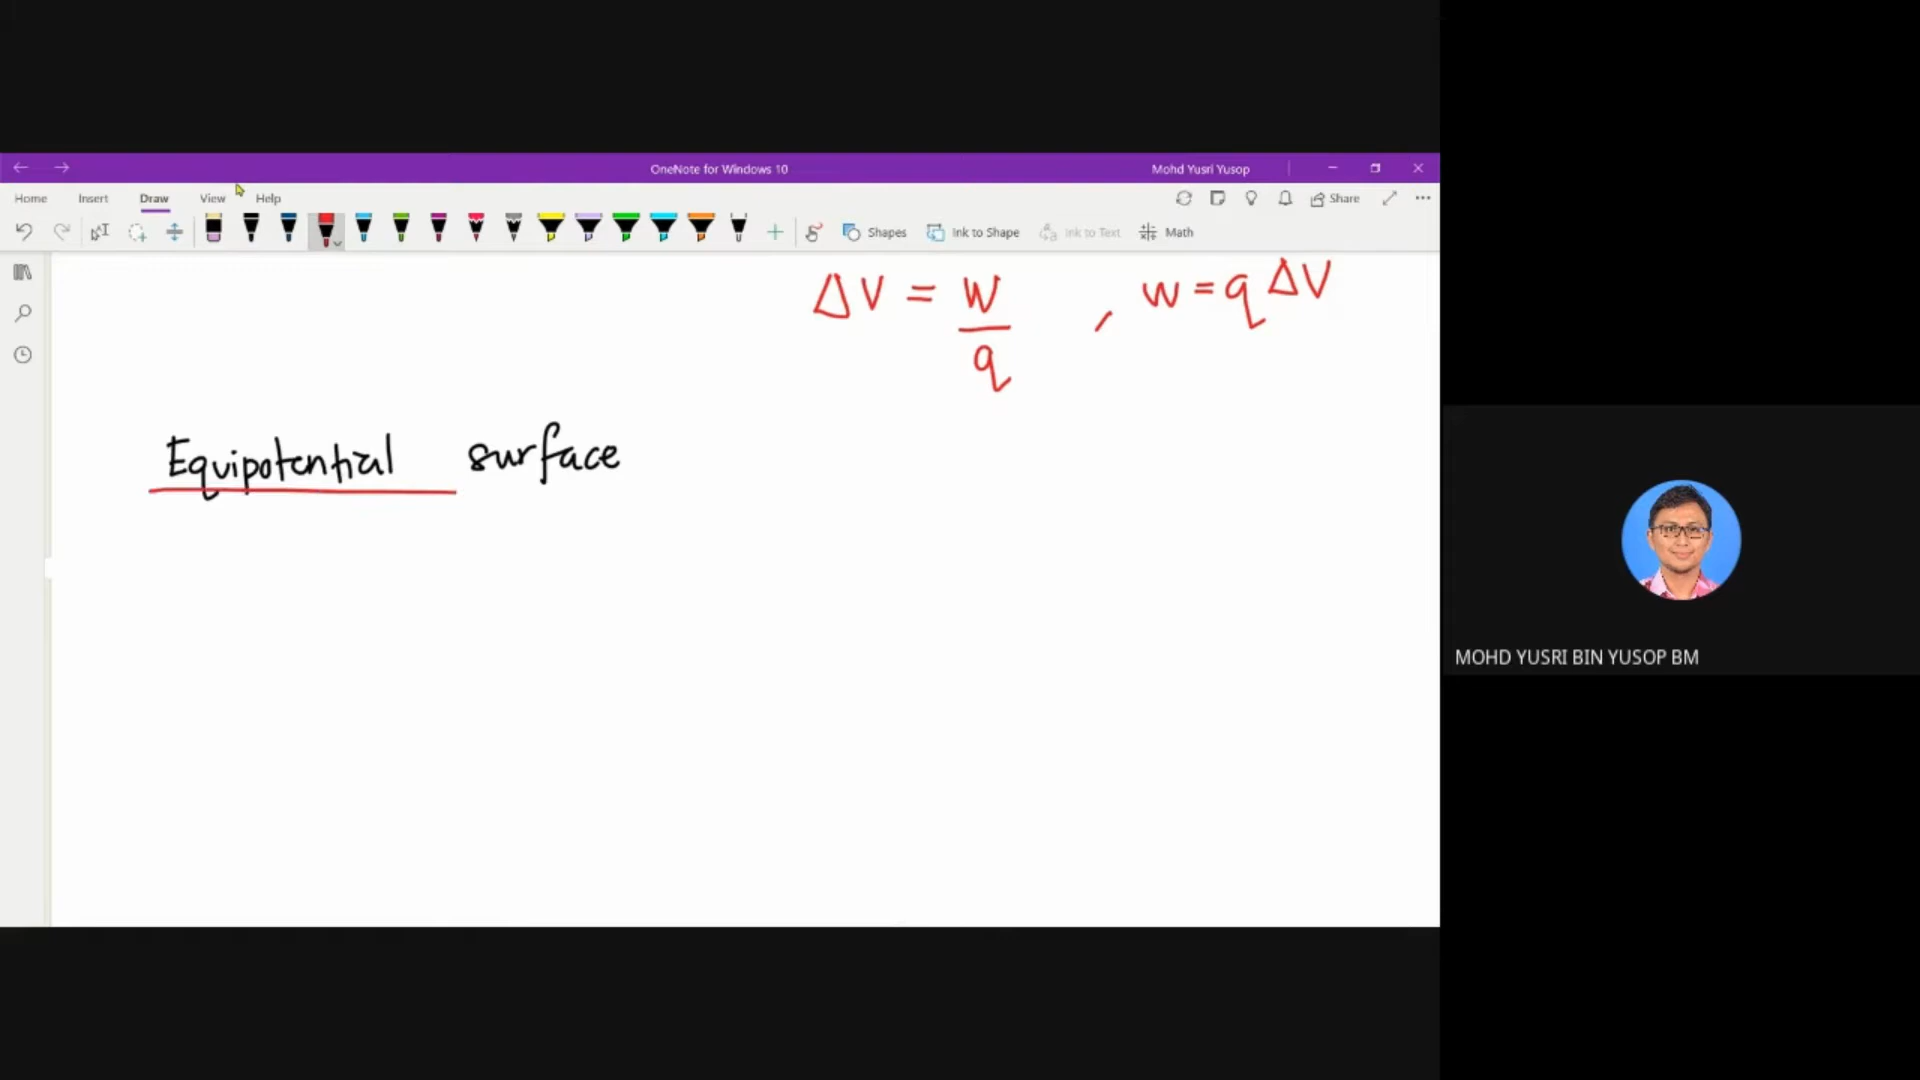 OneNote for Windows 10
Mohd Yusri Yusop
Home Insert Draw View Help
Share
Shapes Ink to Shape Ink to Text Math
ΔV = W/q , W = qΔV
Equipotential surface
MOHD YUSRI BIN YUSOP BM